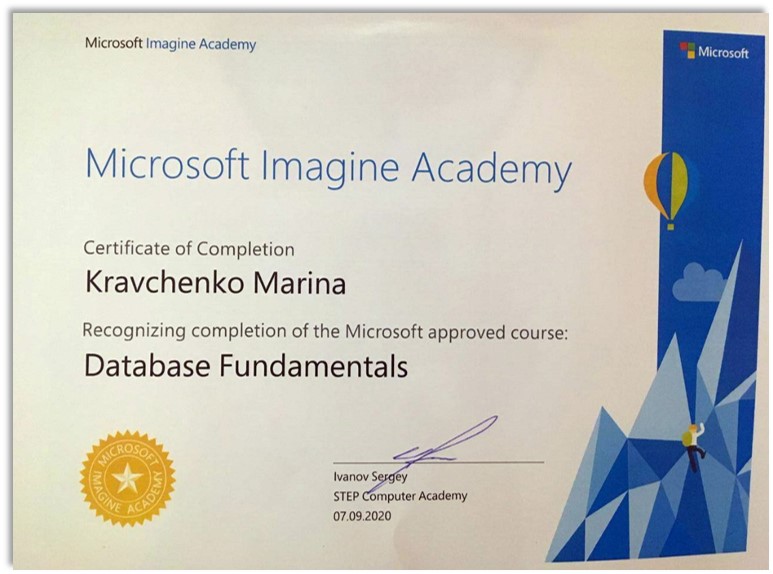 Microsoft Imagine Academy
Microsoft
Microsoft Imagine Academy
Certificate of Completion
Kravchenko Marina
Recognizing completion of the Microsoft approved course:
Database Fundamentals
MICROSOFT
IMAGINE ACADEMY
Ivanov Sergey
STEP Computer Academy
07.09.2020